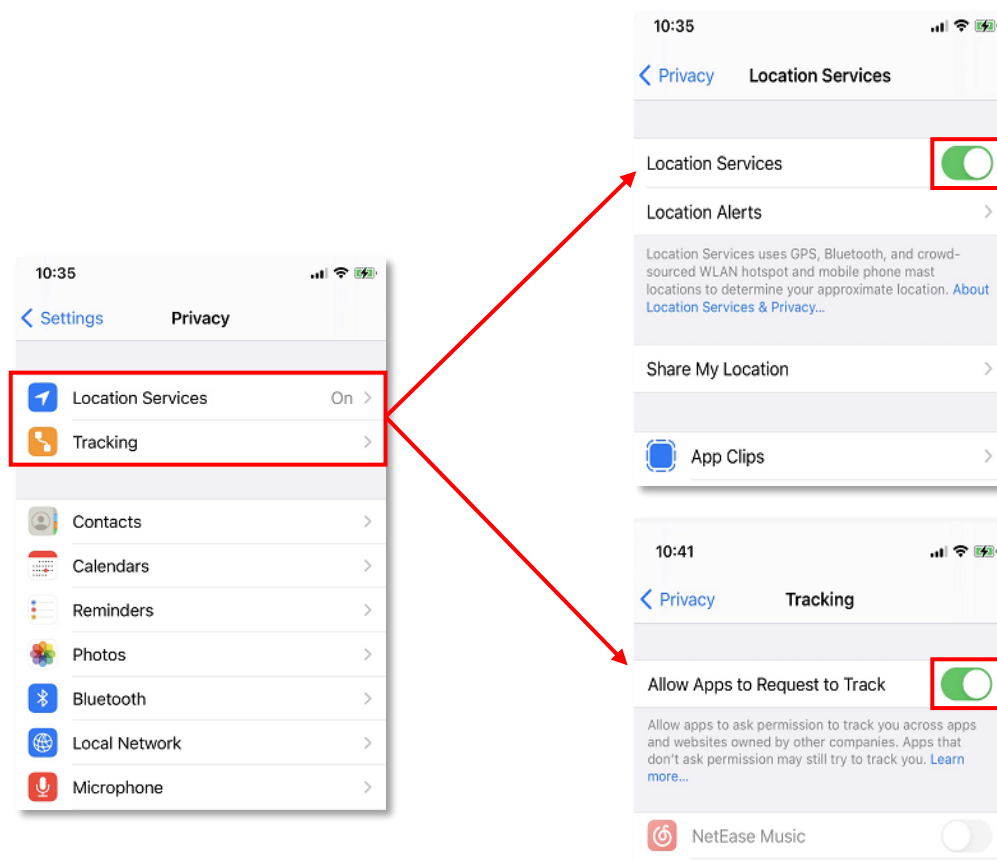 10:35
Settings Privacy
Location Services On
Tracking
Contacts
Calendars
Reminders
Photos
Bluetooth
Local Network
Microphone
10:35
Privacy Location Services
Location Services
Location Alerts
Location Services uses GPS, Bluetooth, and crowd-
sourced WLAN hotspot and mobile phone mast
locations to determine your approximate location. About
Location Services & Privacy...
Share My Location
App Clips
10:41
Privacy Tracking
Allow Apps to Request to Track
Allow apps to ask permission to track you across apps
and websites owned by other companies. Apps that
don't ask permission may still try to track you. Learn
more...
NetEase Music